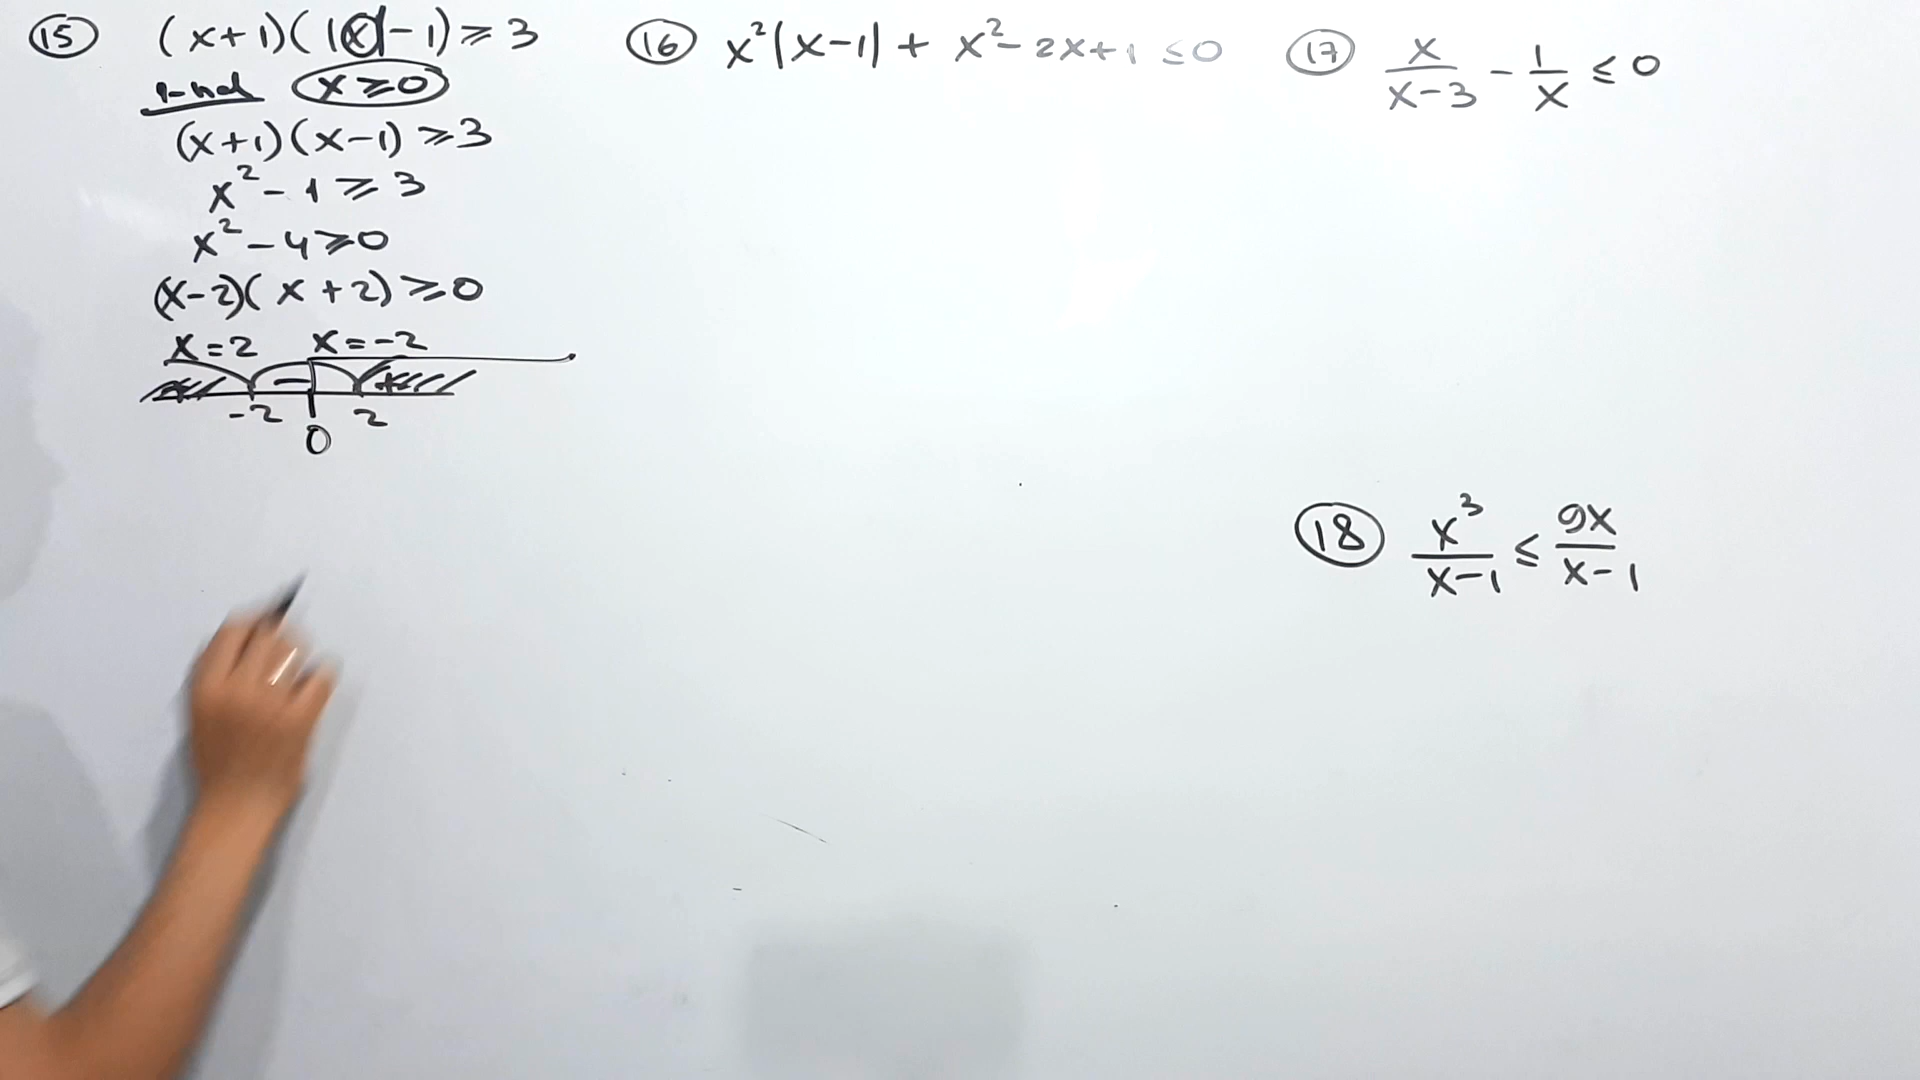 15 (x+1)(|x|-1) ≥ 3
1-hol x ≥ 0
(x+1)(x-1) ≥ 3
x² - 1 ≥ 3
x² - 4 ≥ 0
(x-2)(x+2) ≥ 0
x = 2 x = -2
-
-2 2
0
16 x²|x-1| + x² - 2x + 1 ≤ 0
17 x/(x-3) - 1/x ≤ 0
18 x³/(x-1) ≤ 9x/(x-1)